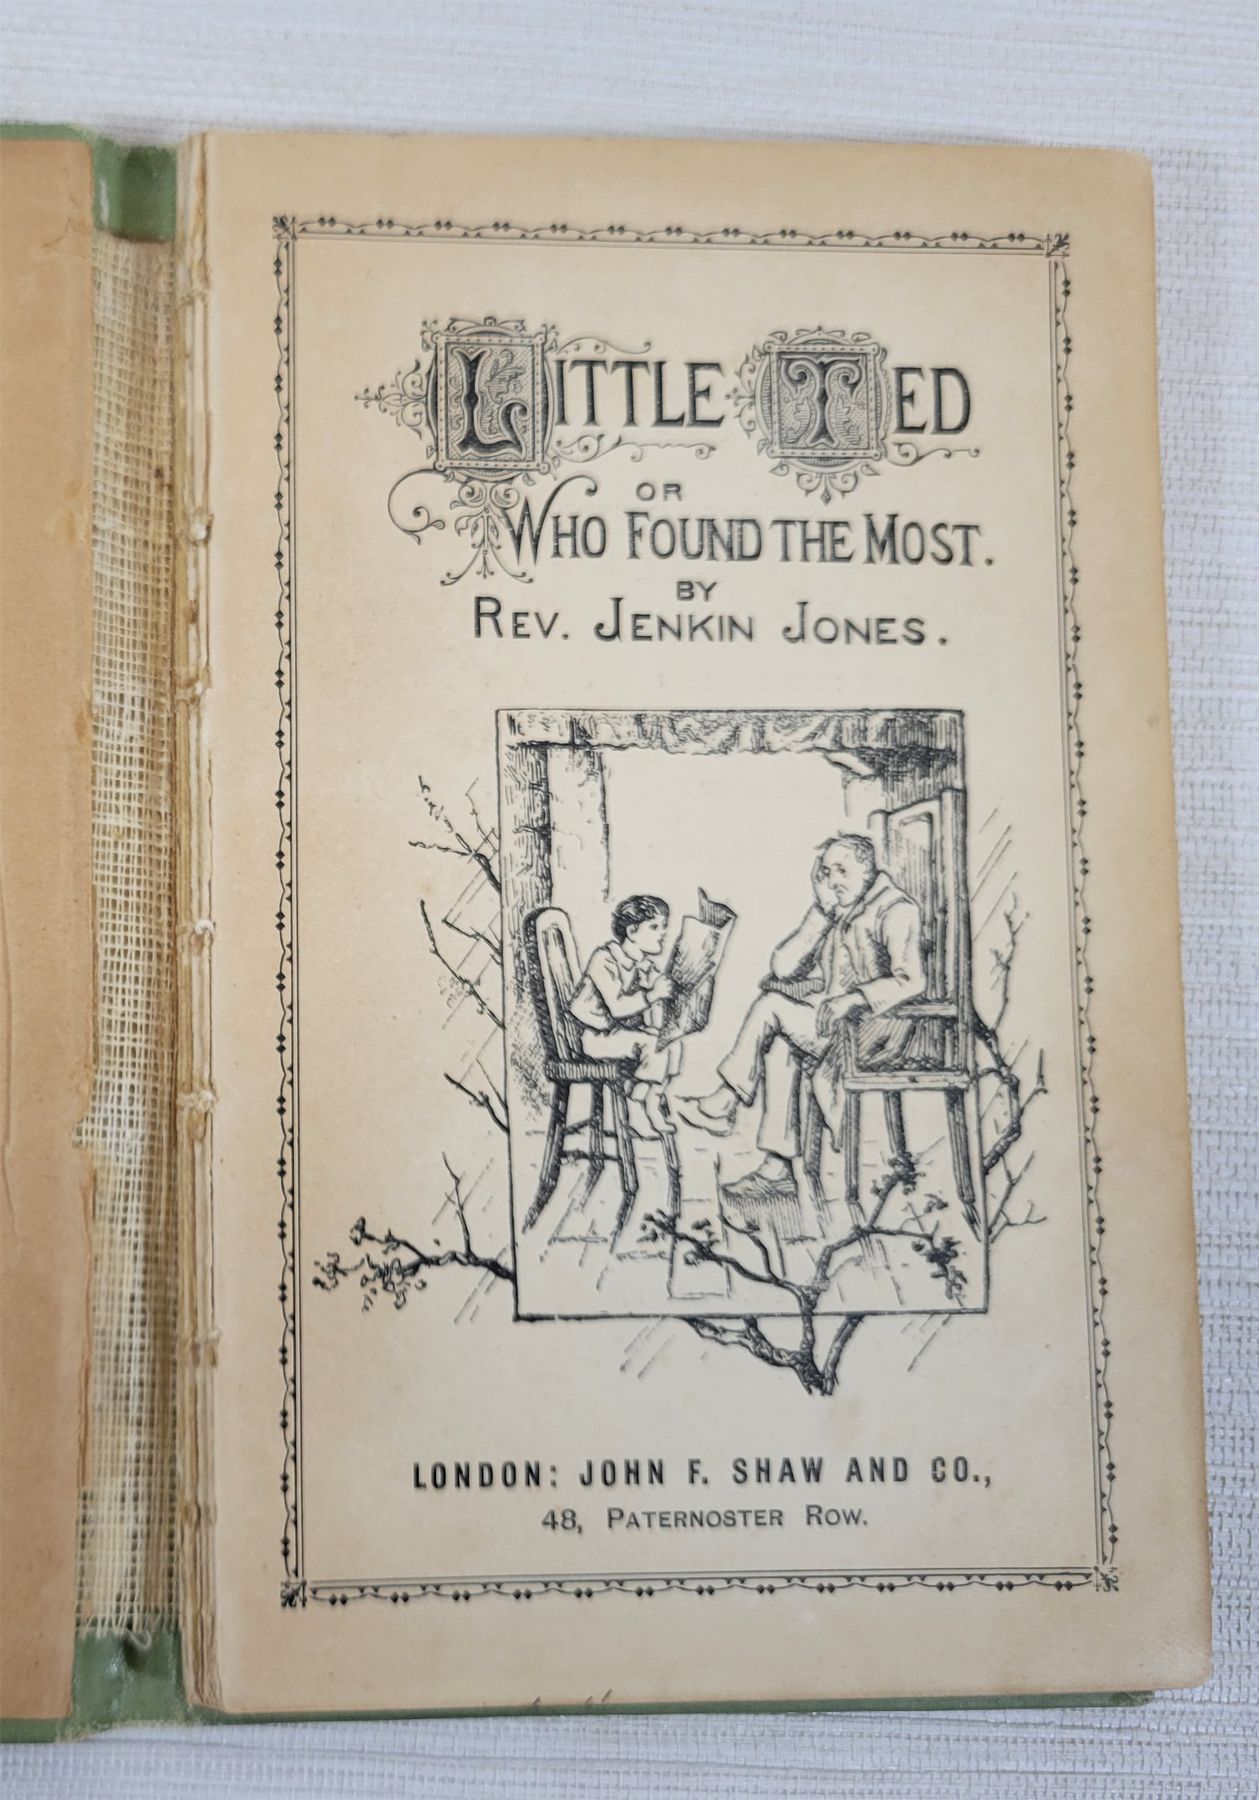 LITTLE TED
OR
WHO FOUND THE MOST.
BY
REV. JENKIN JONES.
LONDON: JOHN F. SHAW AND CO.,
48, PATERNOSTER ROW.